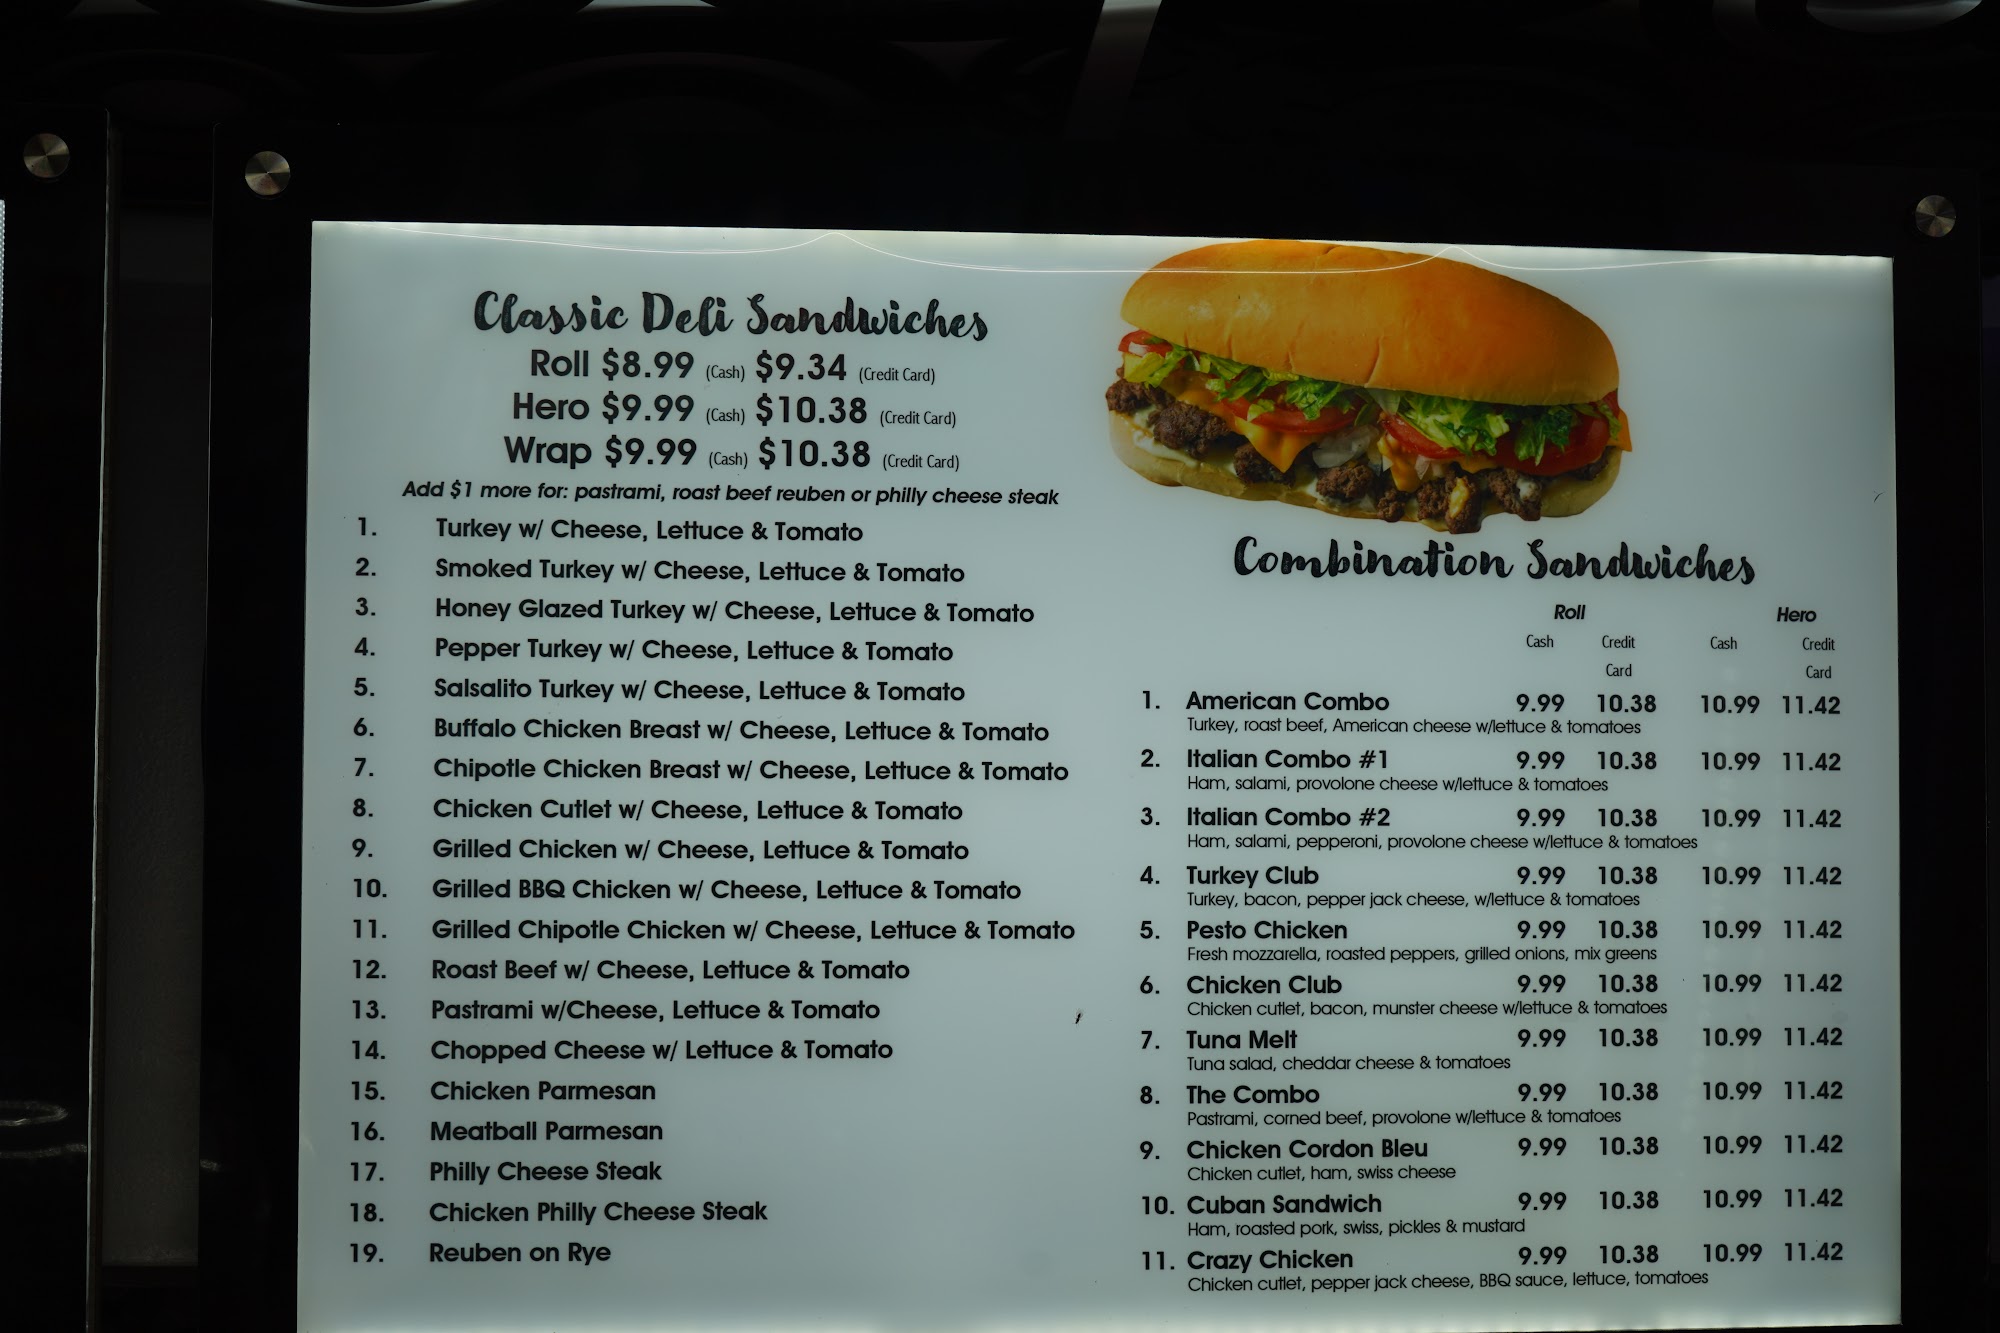 Classic Deli Sandwiches
Roll $8.99 (Cash) $9.34 (Credit Card)
Hero $9.99 (Cash) $10.38 (Credit Card)
Wrap $9.99 (Cash) $10.38 (Credit Card)
Add $1 more for: pastrami, roast beef reuben or philly cheese steak
1. Turkey w/ Cheese, Lettuce & Tomato
2. Smoked Turkey w/ Cheese, Lettuce & Tomato
3. Honey Glazed Turkey w/ Cheese, Lettuce & Tomato
4. Pepper Turkey w/ Cheese, Lettuce & Tomato
5. Salsalito Turkey w/ Cheese, Lettuce & Tomato
6. Buffalo Chicken Breast w/ Cheese, Lettuce & Tomato
7. Chipotle Chicken Breast w/ Cheese, Lettuce & Tomato
8. Chicken Cutlet w/ Cheese, Lettuce & Tomato
9. Grilled Chicken w/ Cheese, Lettuce & Tomato
10. Grilled BBQ Chicken w/ Cheese, Lettuce & Tomato
11. Grilled Chipotle Chicken w/ Cheese, Lettuce & Tomato
12. Roast Beef w/ Cheese, Lettuce & Tomato
13. Pastrami w/Cheese, Lettuce & Tomato
14. Chopped Cheese w/ Lettuce & Tomato
15. Chicken Parmesan
16. Meatball Parmesan
17. Philly Cheese Steak
18. Chicken Philly Cheese Steak
19. Reuben on Rye
Combination Sandwiches
Roll Hero
Cash Credit Cash Credit
Card Card
1. American Combo 9.99 10.38 10.99 11.42
Turkey, roast beef, American cheese w/lettuce & tomatoes
2. Italian Combo #1 9.99 10.38 10.99 11.42
Ham, salami, provolone cheese w/lettuce & tomatoes
3. Italian Combo #2 9.99 10.38 10.99 11.42
Ham, salami, pepperoni, provolone cheese w/lettuce & tomatoes
4. Turkey Club 9.99 10.38 10.99 11.42
Turkey, bacon, pepper jack cheese, w/lettuce & tomatoes
5. Pesto Chicken 9.99 10.38 10.99 11.42
Fresh mozzarella, roasted peppers, grilled onions, mix greens
6. Chicken Club 9.99 10.38 10.99 11.42
Chicken cutlet, bacon, munster cheese w/lettuce & tomatoes
7. Tuna Melt 9.99 10.38 10.99 11.42
Tuna salad, cheddar cheese & tomatoes
8. The Combo 9.99 10.38 10.99 11.42
Pastrami, corned beef, provolone w/lettuce & tomatoes
9. Chicken Cordon Bleu 9.99 10.38 10.99 11.42
Chicken cutlet, ham, swiss cheese
10. Cuban Sandwich 9.99 10.38 10.99 11.42
Ham, roasted pork, swiss, pickles & mustard
11. Crazy Chicken 9.99 10.38 10.99 11.42
Chicken cutlet, pepper jack cheese, BBQ sauce, lettuce, tomatoes